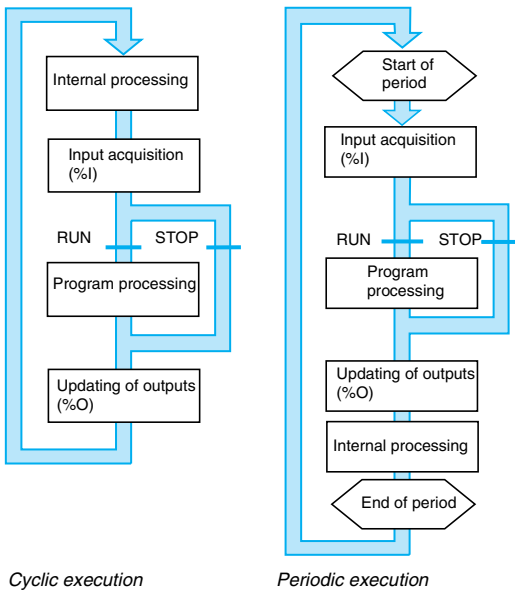 Internal processing
Input acquisition
(%I)
RUN
STOP
Program processing
Updating of outputs
(%O)
Cyclic execution
Start of
period
Input acquisition
(%I)
RUN
STOP
Program
processing
Updating of outputs
(%O)
Internal processing
End of period
Periodic execution